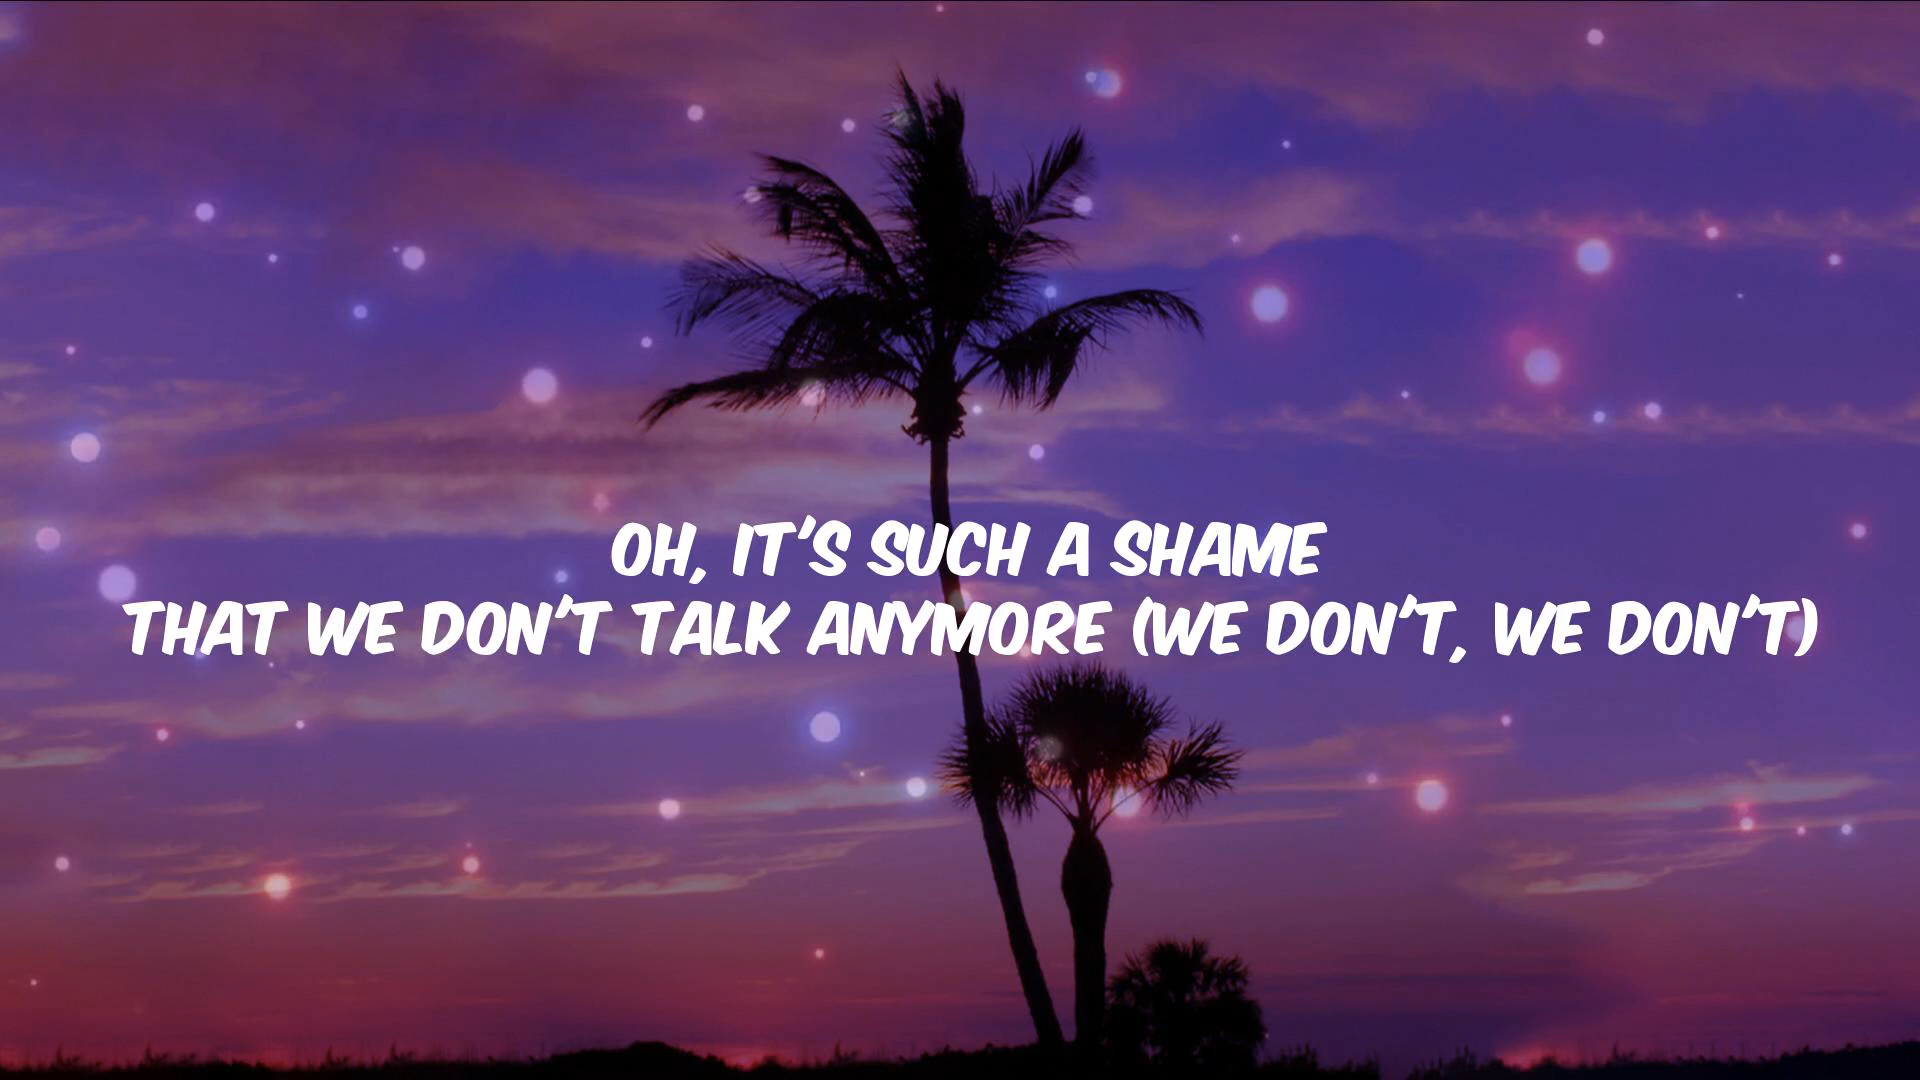 OH, IT'S SUCH A SHAME
THAT WE DON'T TALK ANYMORE (WE DON'T, WE DON'T)